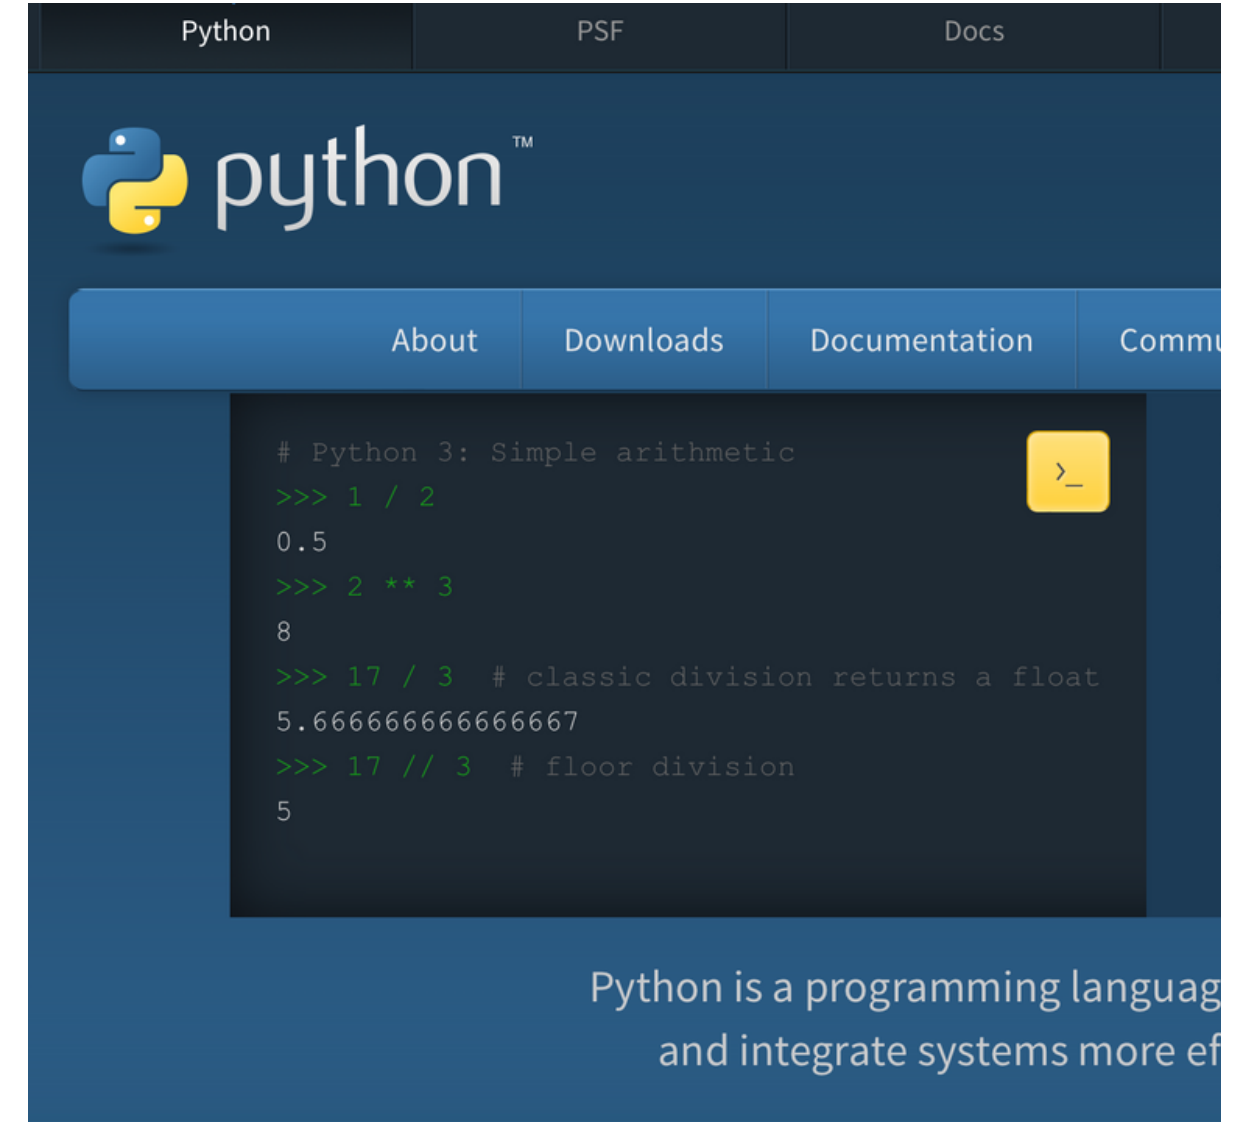 Python PSF Docs
python™
About Downloads Documentation Commu
# Python 3: Simple arithmetic
>_
>>> 1 / 2
0.5
>>> 2 ** 3
8
>>> 17 / 3  # classic division returns a float
5.666666666666667
>>> 17 // 3  # floor division
5
Python is a programming languag
and integrate systems more ef